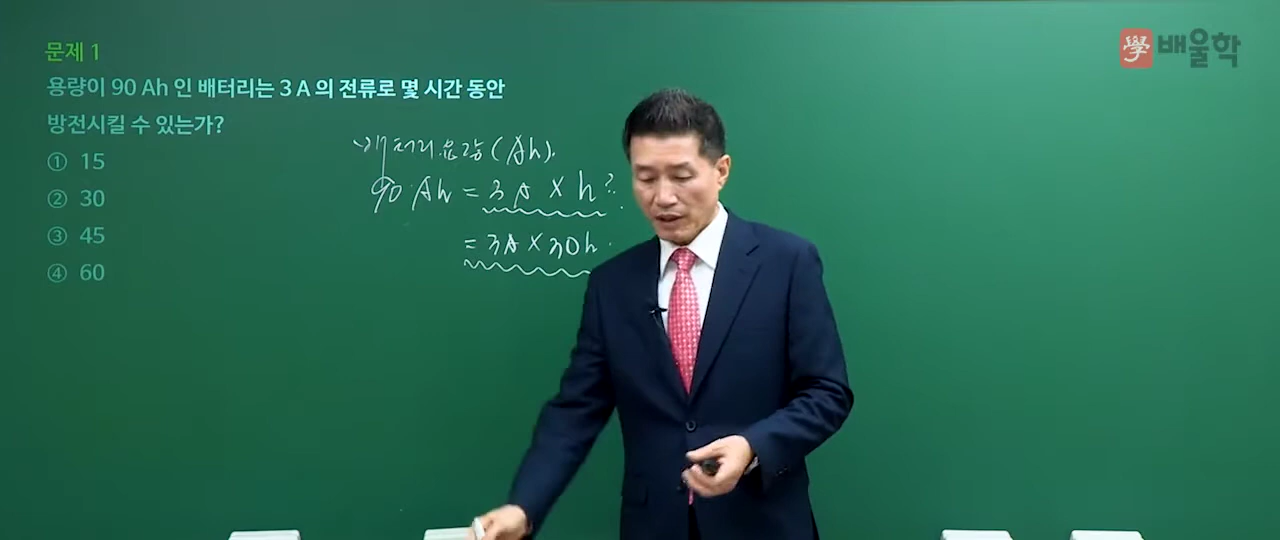 學배울학
문제 1
용량이 90 Ah 인 배터리는 3 A 의 전류로 몇 시간 동안
방전시킬 수 있는가?
① 15
② 30
③ 45
④ 60
배터리용량(Ah).
90 Ah = 3A × h?
= 3A × 30h.